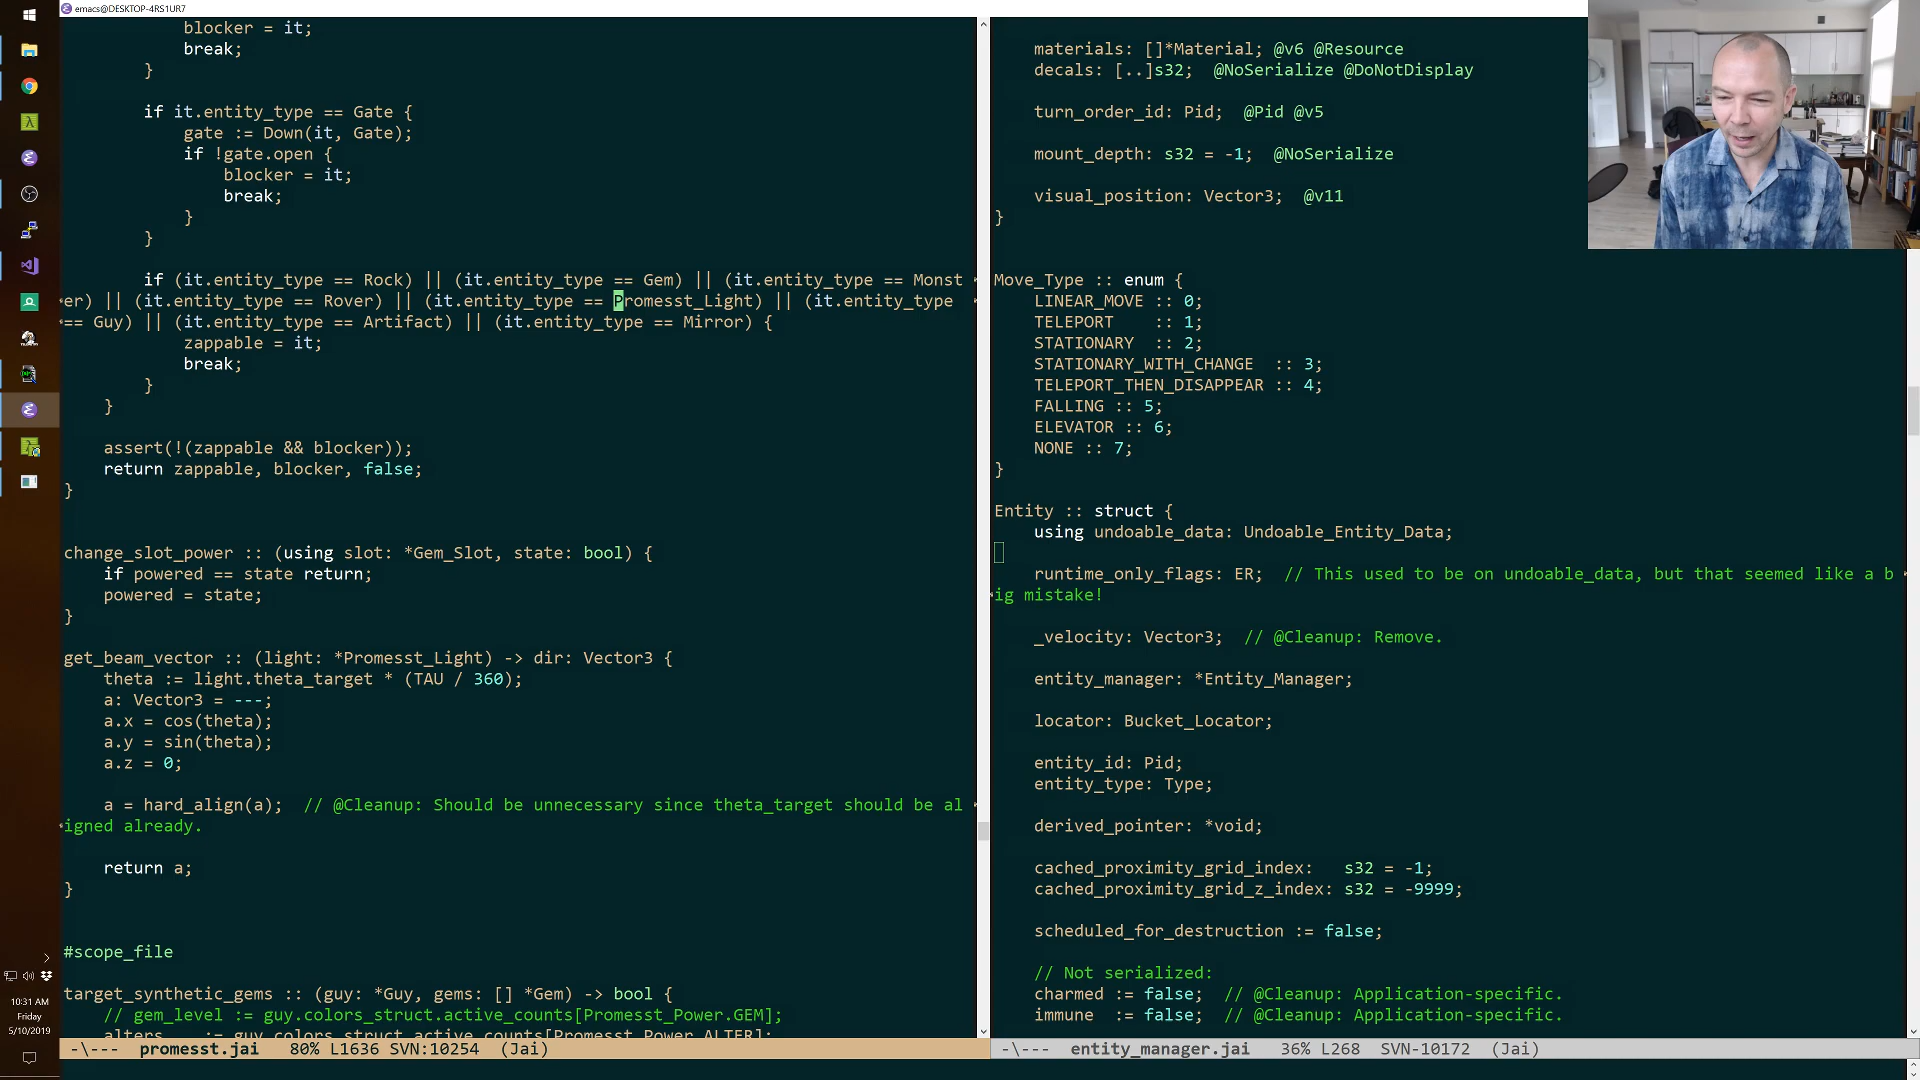 emacs@DESKTOP-4RS1UR7
            blocker = it;
            break;
        }

        if it.entity_type == Gate {
            gate := Down(it, Gate);
            if !gate.open {
                blocker = it;
                break;
            }
        }

        if (it.entity_type == Rock) || (it.entity_type == Gem) || (it.entity_type == Monst
er) || (it.entity_type == Rover) || (it.entity_type == Promesst_Light) || (it.entity_type
== Guy) || (it.entity_type == Artifact) || (it.entity_type == Mirror) {
            zappable = it;
            break;
        }
    }

    assert(!(zappable && blocker));
    return zappable, blocker, false;
}

change_slot_power :: (using slot: *Gem_Slot, state: bool) {
    if powered == state return;
    powered = state;
}

get_beam_vector :: (light: *Promesst_Light) -> dir: Vector3 {
    theta := light.theta_target * (TAU / 360);
    a: Vector3 = ---;
    a.x = cos(theta);
    a.y = sin(theta);
    a.z = 0;

    a = hard_align(a);  // @Cleanup: Should be unnecessary since theta_target should be al
igned already.

    return a;
}

#scope_file

target_synthetic_gems :: (guy: *Guy, gems: [] *Gem) -> bool {
    // gem_level := guy.colors_struct.active_counts[Promesst_Power.GEM];
    alters    := guy.colors_struct.active_counts[Promesst_Power.ALTER];
-\---  promesst.jai   80% L1636 SVN:10254  (Jai)
    materials: []*Material; @v6 @Resource
    decals: [..]s32;  @NoSerialize @DoNotDisplay

    turn_order_id: Pid;  @Pid @v5

    mount_depth: s32 = -1;  @NoSerialize

    visual_position: Vector3;  @v11
}

Move_Type :: enum {
    LINEAR_MOVE :: 0;
    TELEPORT    :: 1;
    STATIONARY  :: 2;
    STATIONARY_WITH_CHANGE  :: 3;
    TELEPORT_THEN_DISAPPEAR :: 4;
    FALLING :: 5;
    ELEVATOR :: 6;
    NONE :: 7;
}

Entity :: struct {
    using undoable_data: Undoable_Entity_Data;

    runtime_only_flags: ER;  // This used to be on undoable_data, but that seemed like a b
ig mistake!

    _velocity: Vector3;  // @Cleanup: Remove.

    entity_manager: *Entity_Manager;

    locator: Bucket_Locator;

    entity_id: Pid;
    entity_type: Type;

    derived_pointer: *void;

    cached_proximity_grid_index:   s32 = -1;
    cached_proximity_grid_z_index: s32 = -9999;

    scheduled_for_destruction := false;

    // Not serialized:
    charmed := false;  // @Cleanup: Application-specific.
    immune  := false;  // @Cleanup: Application-specific.
-\---  entity_manager.jai   36% L268  SVN-10172  (Jai)
10:31 AM
Friday
5/10/2019